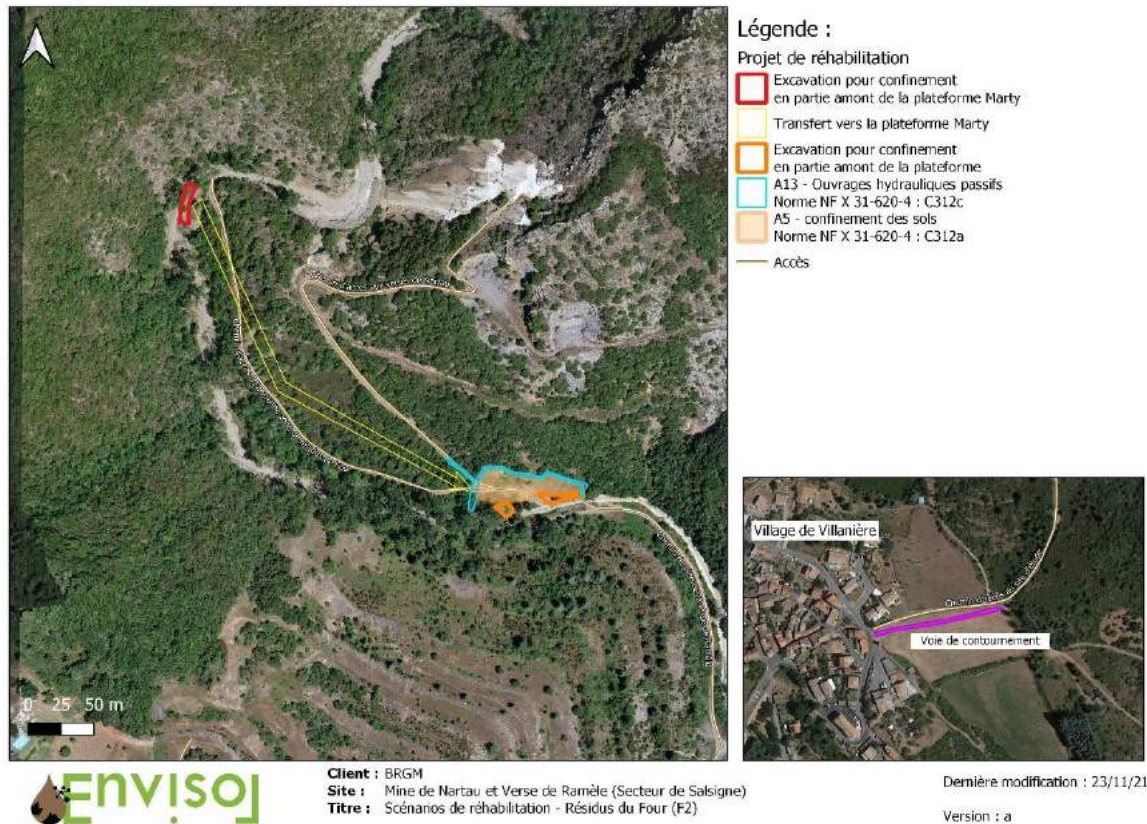 Légende :
Projet de réhabilitation
Excavation pour confinement
en partie amont de la plateforme Marty
Transfert vers la plateforme Marty
Excavation pour confinement
en partie amont de la plateforme
A13 - Ouvrages hydrauliques passifs
Norme NF X 31-620-4 : C312c
A5 - confinement des sols
Norme NF X 31-620-4 : C312a
Accès
0 25 50 m
Village de Villanière
Voie de contournement
EnvisoL
Client : BRGM
Site : Mine de Nartau et Verse de Ramèle (Secteur de Salsigne)
Titre : Scénarios de réhabilitation - Résidus du Four (F2)
Dernière modification : 23/11/21
Version : a